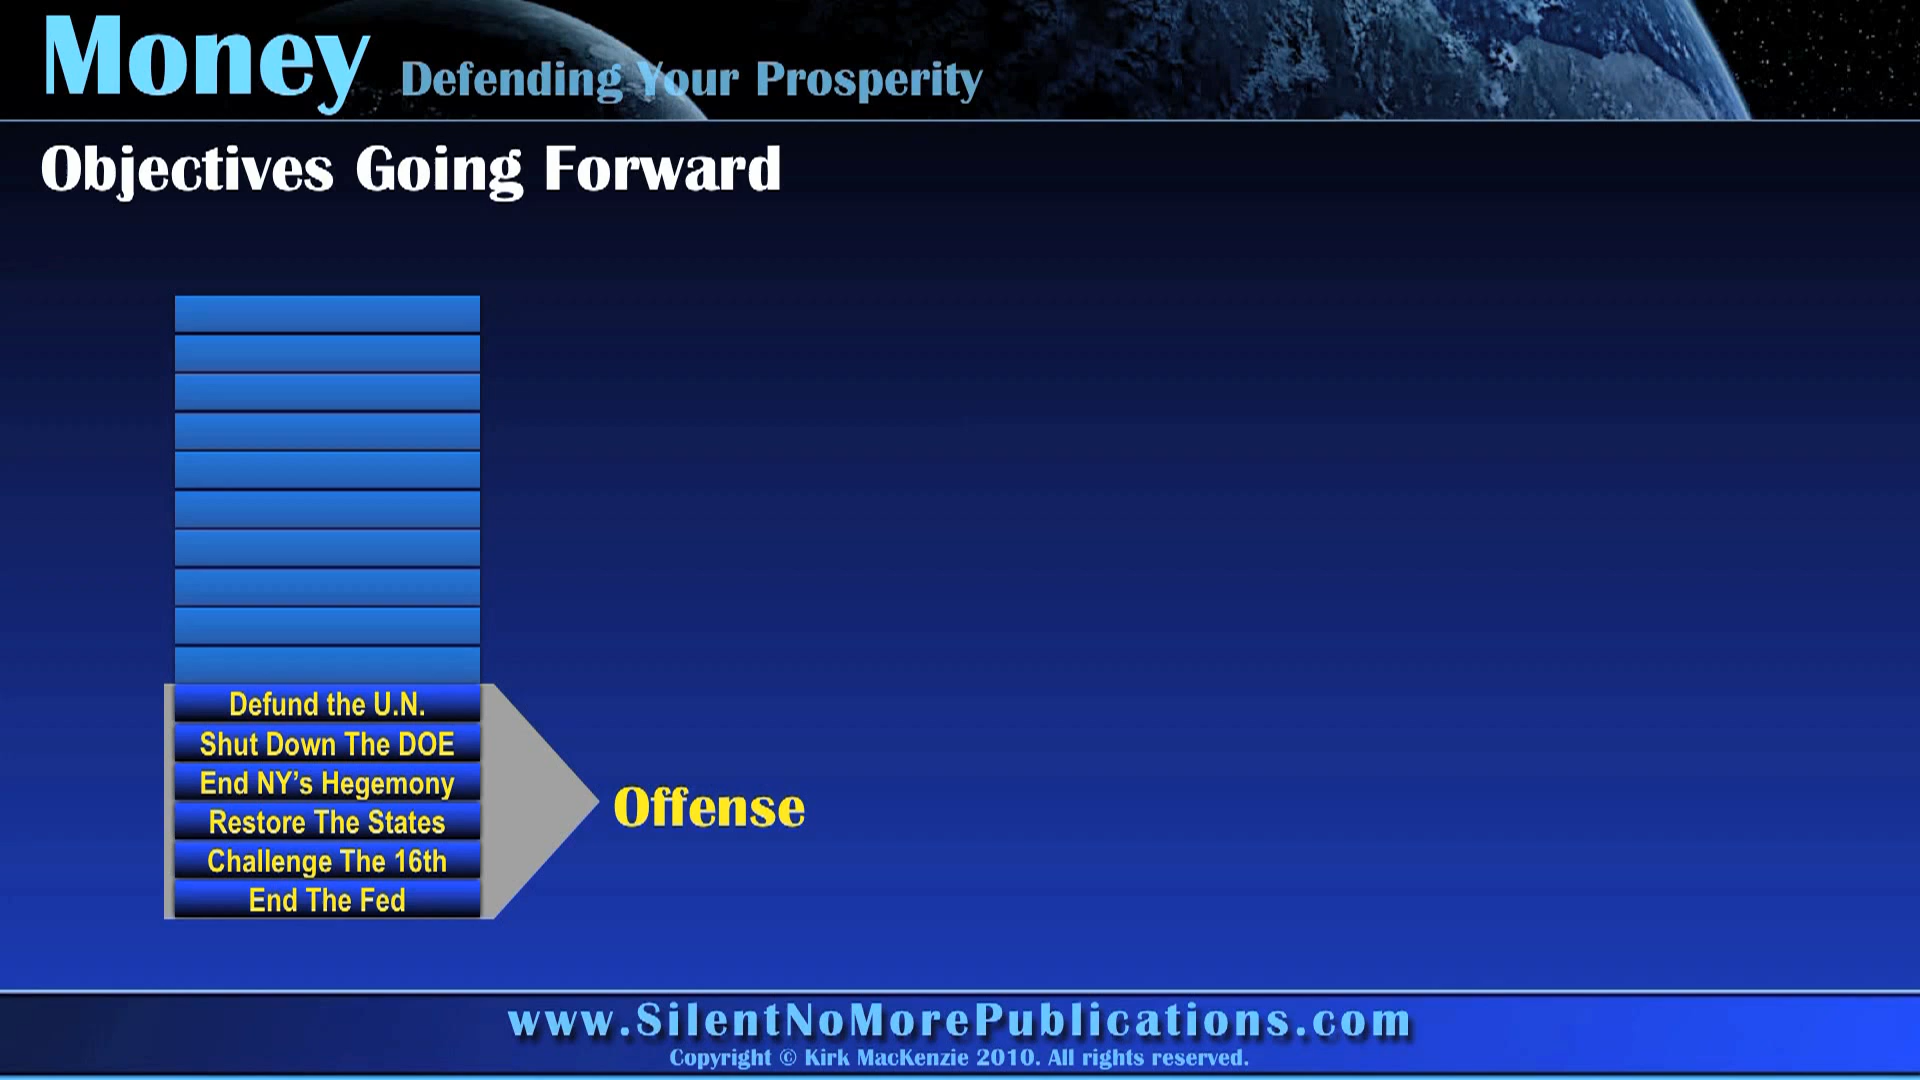 Money Defending Your Prosperity
Objectives Going Forward
Defund the U.N.
Shut Down The DOE
End NY’s Hegemony
Restore The States
Challenge The 16th
End The Fed
Offense
www.SilentNoMorePublications.com
Copyright © Kirk MacKenzie 2010. All rights reserved.